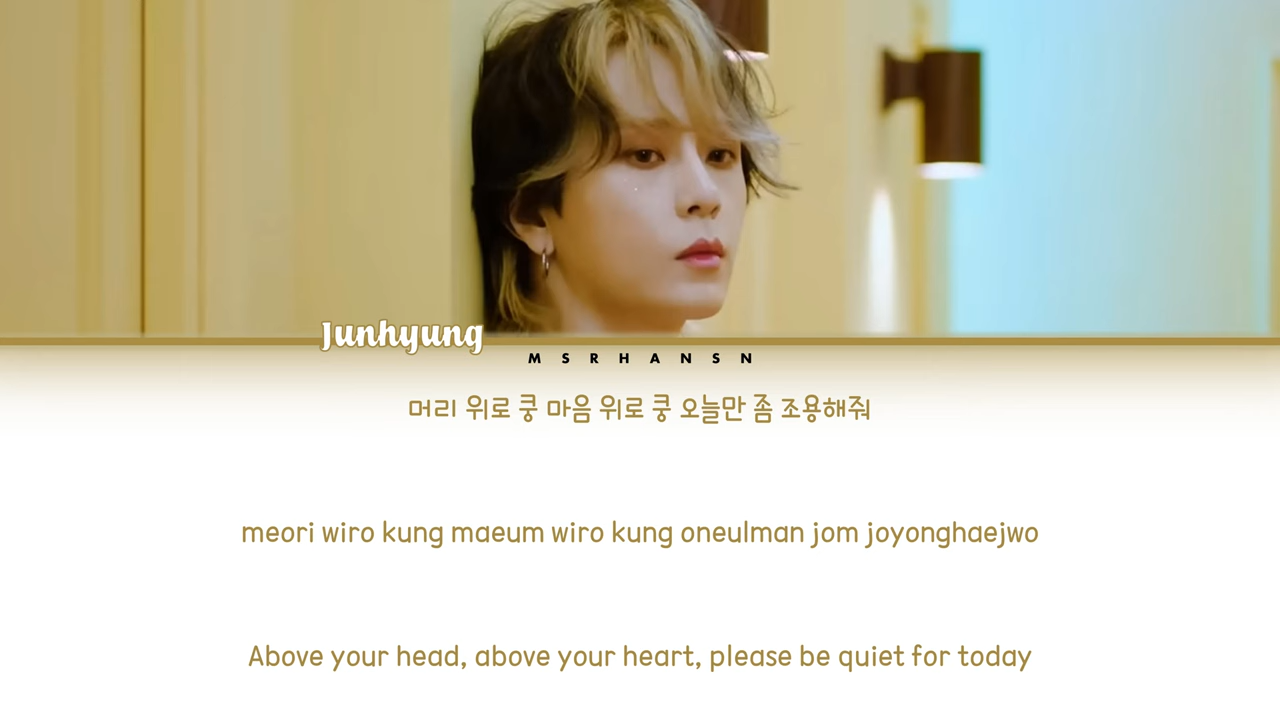 Junhyung
MSRHANSN
머리 위로 쿵 마음 위로 쿵 오늘만 좀 조용해줘
meori wiro kung maeum wiro kung oneulman jom joyonghaejwo
Above your head, above your heart, please be quiet for today